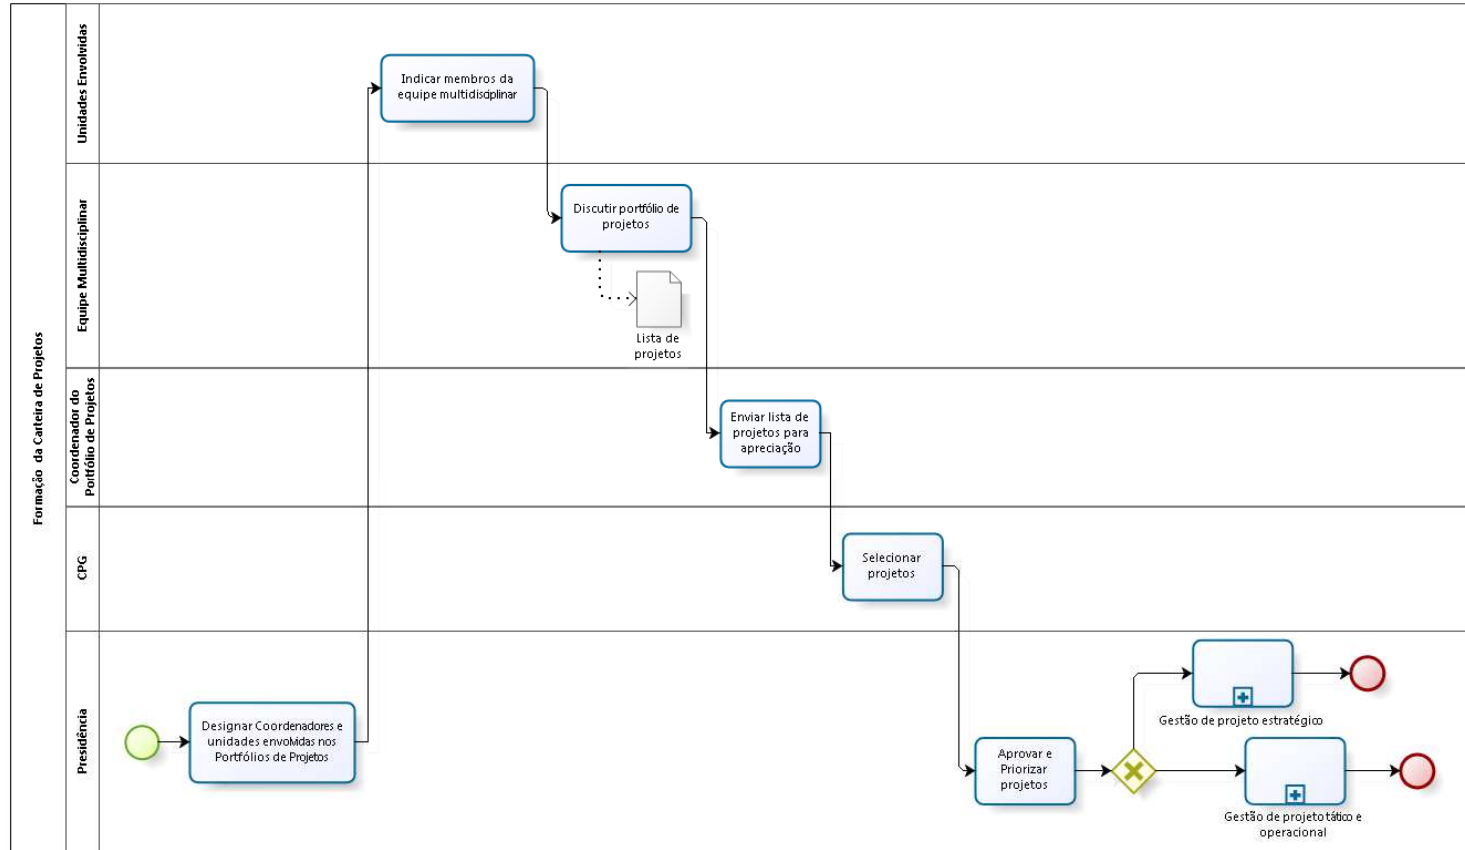 Formação da Carteira de Projetos
Unidades Envolvidas
Indicar membros da
equipe multidisciplinar
Equipe Multidisciplinar
Discutir portfólio de
projetos
Lista de
projetos
Coordenador do
Portfólio de Projetos
Enviar lista de
projetos para
apreciação
CPG
Selecionar
projetos
Presidência
Designar Coordenadores e
unidades envolvidas nos
Portfólios de Projetos
Aprovar e
Priorizar
projetos
Gestão de projeto estratégico
Gestão de projeto tático e
operacional